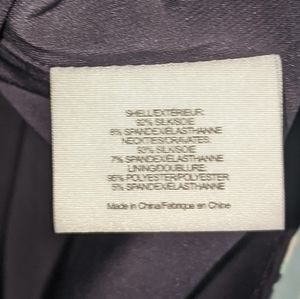 SHELL/EXTÉRIEUR:
92% SILK/SOIE
8% SPANDEX/ÉLASTHANNE
NECKTIES/CRAVATES:
93% SILK/SOIE
7% SPANDEX/ÉLASTHANNE
LINING/DOUBLURE:
95% POLYESTER/POLYESTER
5% SPANDEX/ÉLASTHANNE
Made in China/Fabrique en Chine